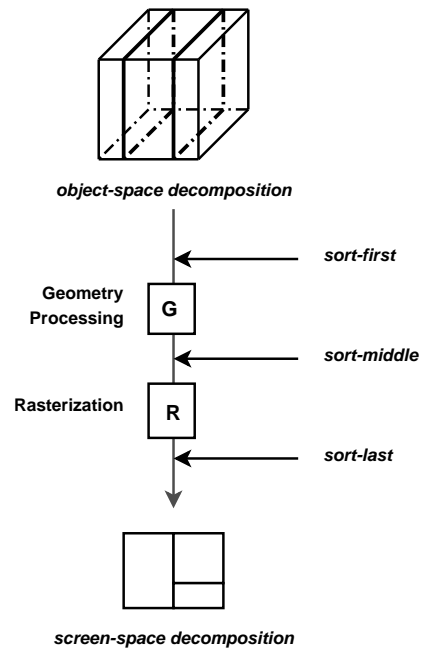 object-space decomposition
sort-first
Geometry
Processing
G
sort-middle
Rasterization
R
sort-last
screen-space decomposition